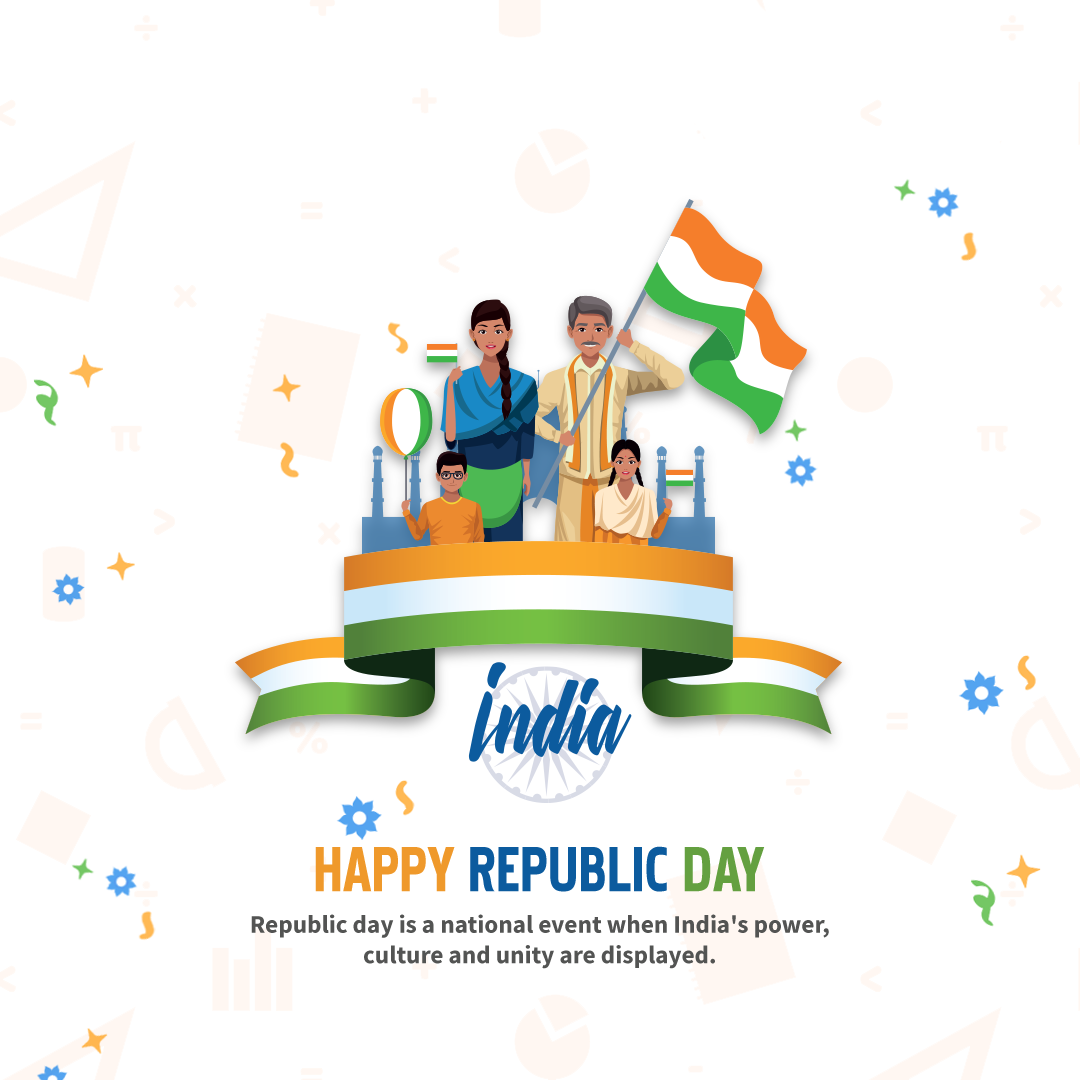 india
HAPPY REPUBLIC DAY
Republic day is a national event when India's power,
culture and unity are displayed.